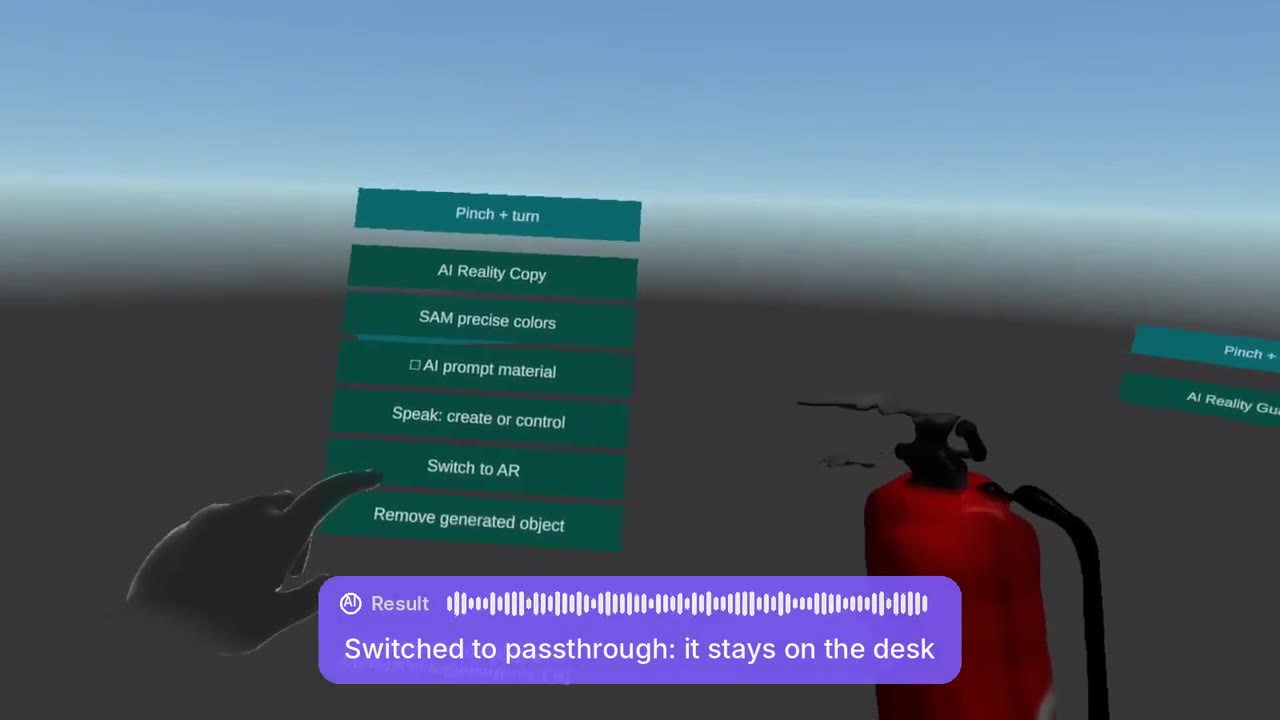 Pinch + turn
AI Reality Copy
SAM precise colors
□ AI prompt material
Speak: create or control
Switch to AR
Remove generated object
Pinch +
AI Reality
AI Result
Switched to passthrough: it stays on the desk